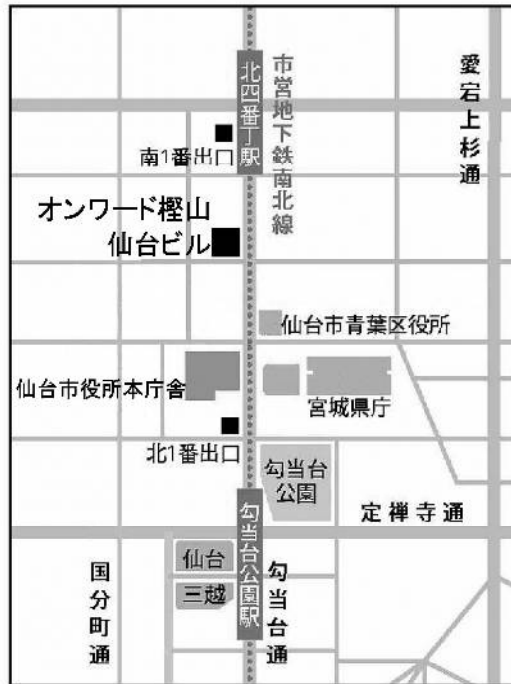 北四番丁駅
市営地下鉄南北線
愛宕上杉通
南1番出口
オンワード樫山
仙台ビル
仙台市青葉区役所
仙台市役所本庁舎
宮城県庁
北1番出口
勾当台
公園
定禅寺通
勾当台公園駅
仙台
三越
国分町通
勾当台通